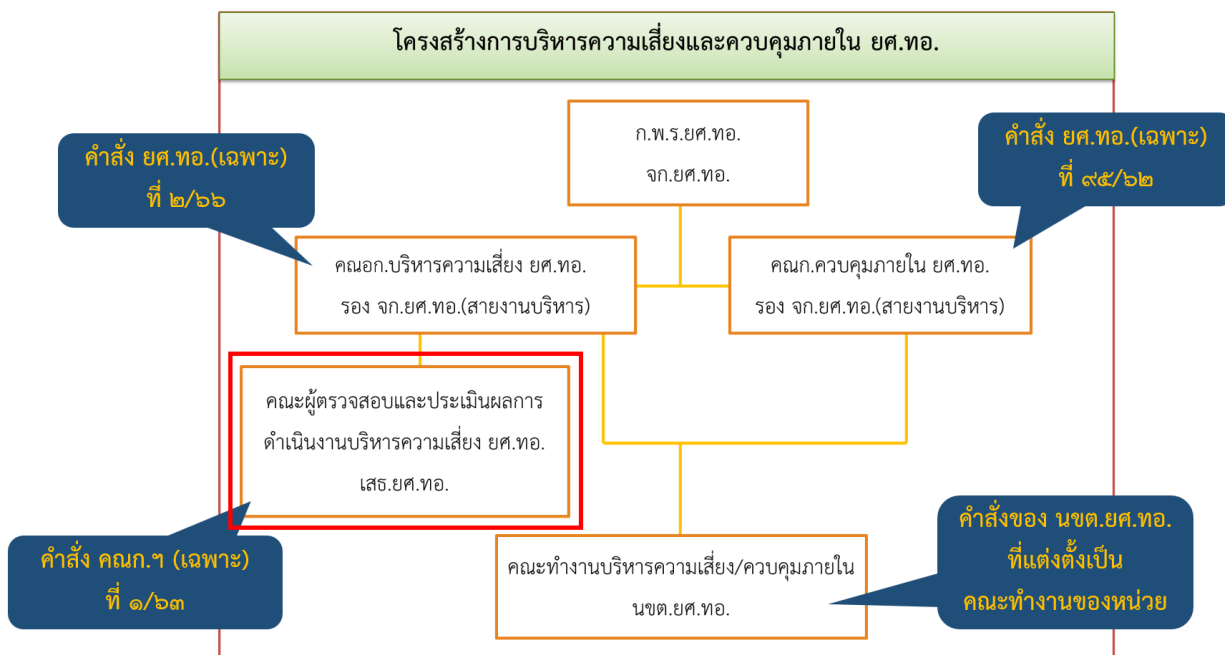 โครงสร้างการบริหารความเสี่ยงและควบคุมภายใน ยศ.ทอ.
ก.พ.ร.ยศ.ทอ.
จก.ยศ.ทอ.
คำสั่ง ยศ.ทอ.(เฉพาะ)
ที่ ๒/๖๖
คำสั่ง ยศ.ทอ.(เฉพาะ)
ที่ ๙๕/๖๒
คณอก.บริหารความเสี่ยง ยศ.ทอ.
รอง จก.ยศ.ทอ.(สายงานบริหาร)
คณก.ควบคุมภายใน ยศ.ทอ.
รอง จก.ยศ.ทอ.(สายงานบริหาร)
คณะผู้ตรวจสอบและประเมินผลการ
ดำเนินงานบริหารความเสี่ยง ยศ.ทอ.
เสธ.ยศ.ทอ.
คำสั่ง คณก.ฯ (เฉพาะ)
ที่ ๑/๖๓
คณะทำงานบริหารความเสี่ยง/ควบคุมภายใน
นขต.ยศ.ทอ.
คำสั่งของ นขต.ยศ.ทอ.
ที่แต่งตั้งเป็น
คณะทำงานของหน่วย